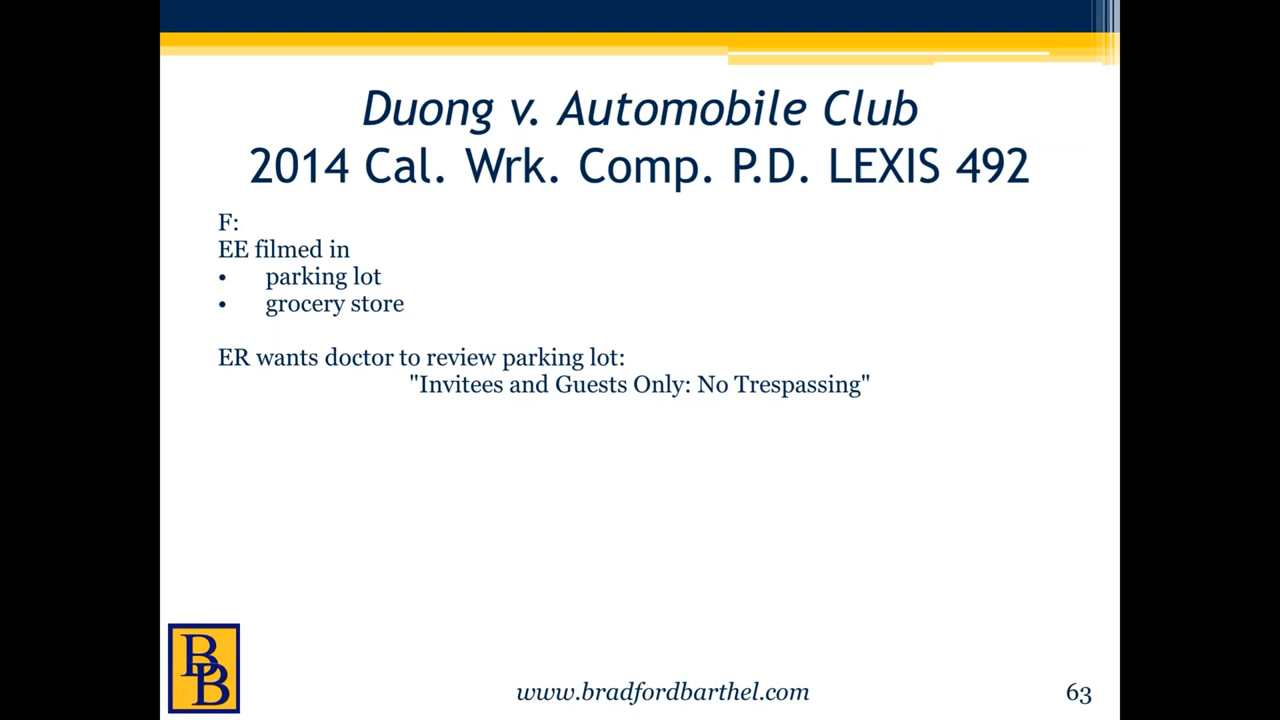 Duong v. Automobile Club
2014 Cal. Wrk. Comp. P.D. LEXIS 492
F:
EE filmed in
• parking lot
• grocery store
ER wants doctor to review parking lot:
"Invitees and Guests Only: No Trespassing"
BB
www.bradfordbarthel.com
63